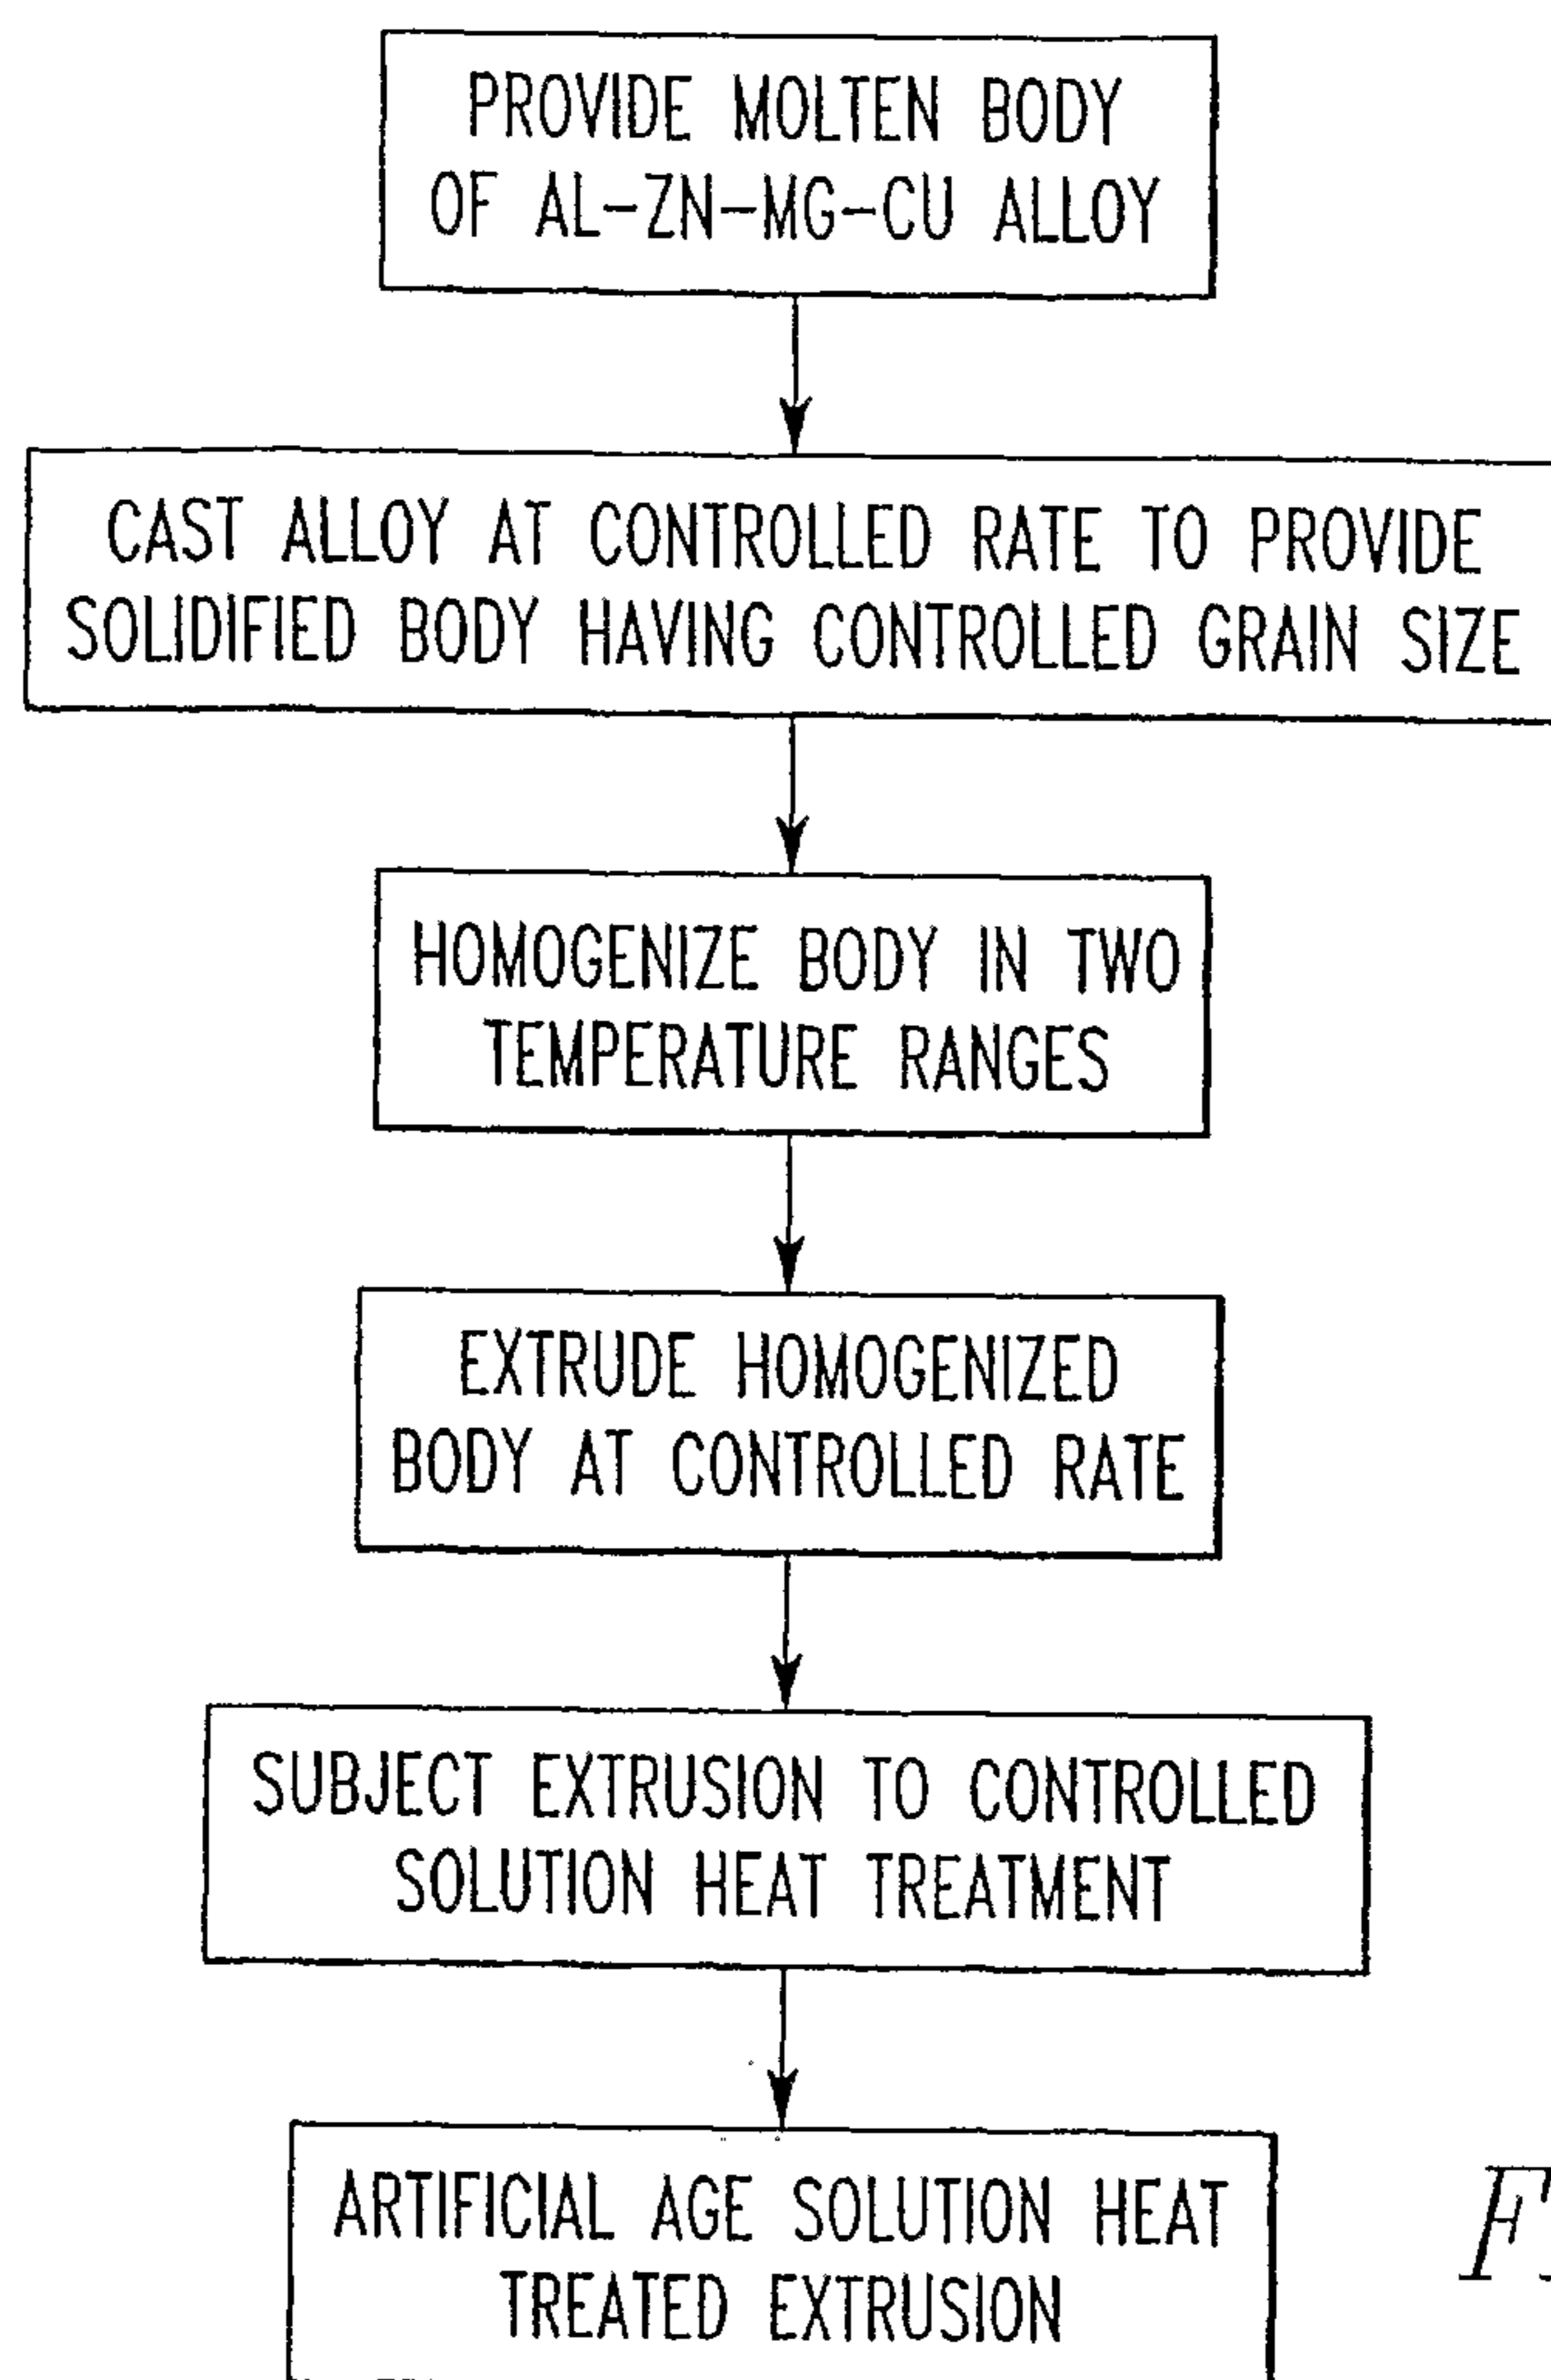 PROVIDE MOLTEN BODY
OF AL-ZN-MG-CU ALLOY
CAST ALLOY AT CONTROLLED RATE TO PROVIDE
SOLIDIFIED BODY HAVING CONTROLLED GRAIN SIZE
HOMOGENIZE BODY IN TWO
TEMPERATURE RANGES
EXTRUDE HOMOGENIZED
BODY AT CONTROLLED RATE
SUBJECT EXTRUSION TO CONTROLLED
SOLUTION HEAT TREATMENT
ARTIFICIAL AGE SOLUTION HEAT
TREATED EXTRUSION